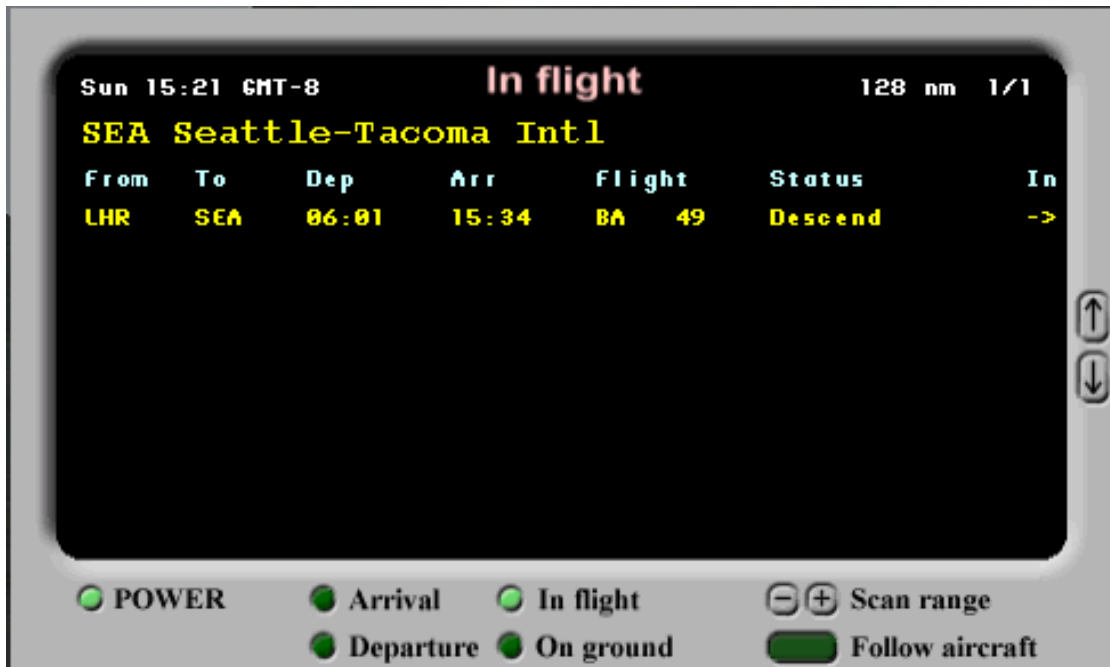 Sun 15:21 GMT-8 In flight 128 nm 1/1
SEA Seattle-Tacoma Intl
From To Dep Arr Flight Status In
LHR SEA 06:01 15:34 BA 49 Descend ->
POWER Arrival In flight Scan range
Departure On ground Follow aircraft